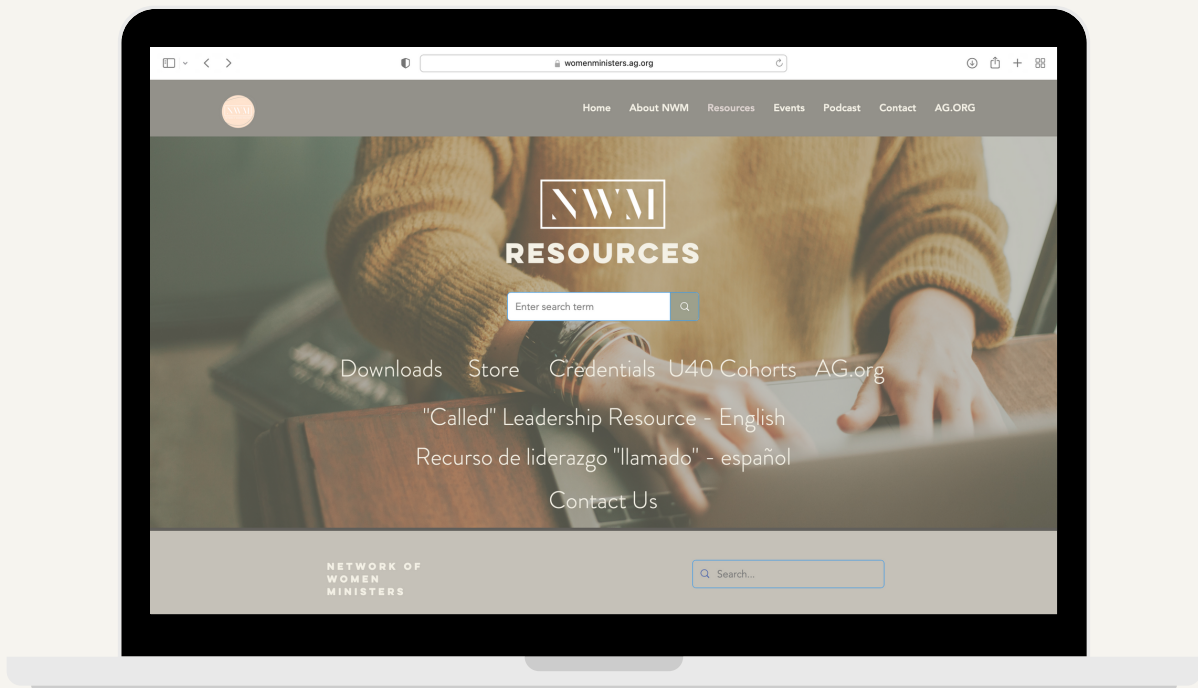 womenministers.ag.org
NWM
Home About NWM Resources Events Podcast Contact AG.ORG
NWM
RESOURCES
Enter search term
Downloads Store Credentials U40 Cohorts AG.org
"Called" Leadership Resource - English
Recurso de liderazgo "llamado" - español
Contact Us
NETWORK OF
WOMEN
MINISTERS
Search...